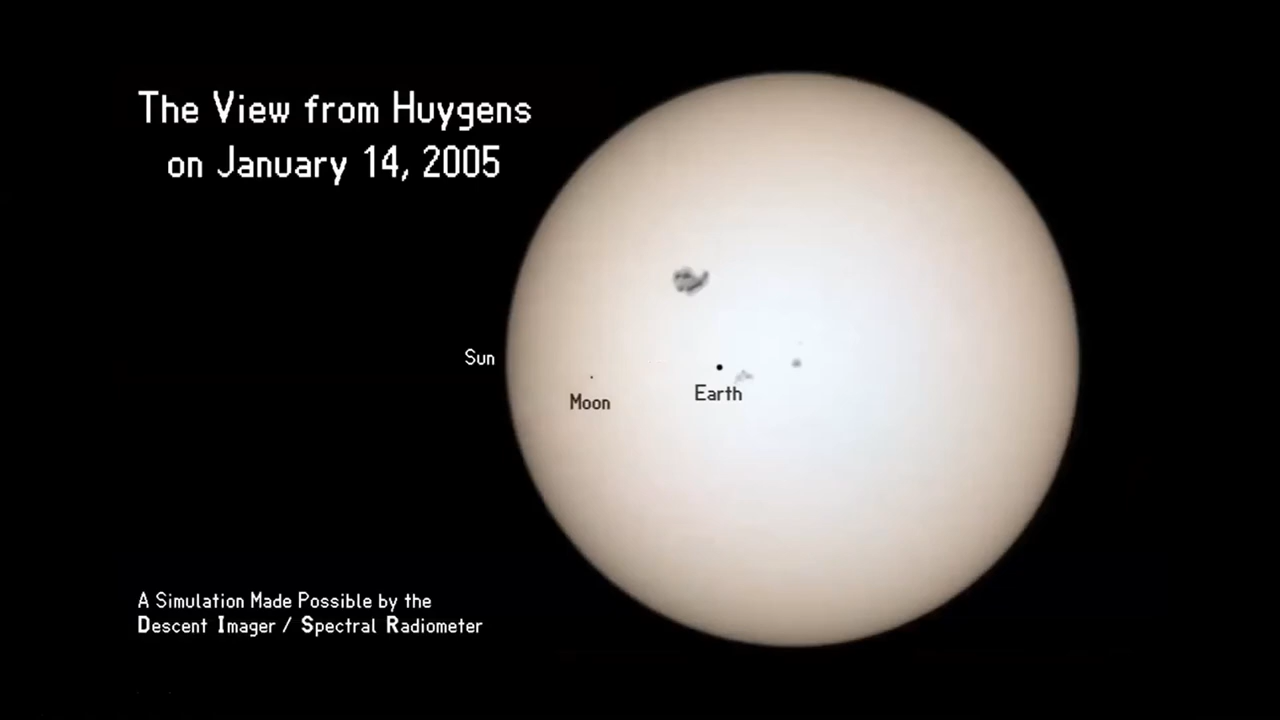 The View from Huygens
on January 14, 2005
Sun
Moon
Earth
A Simulation Made Possible by the
Descent Imager / Spectral Radiometer